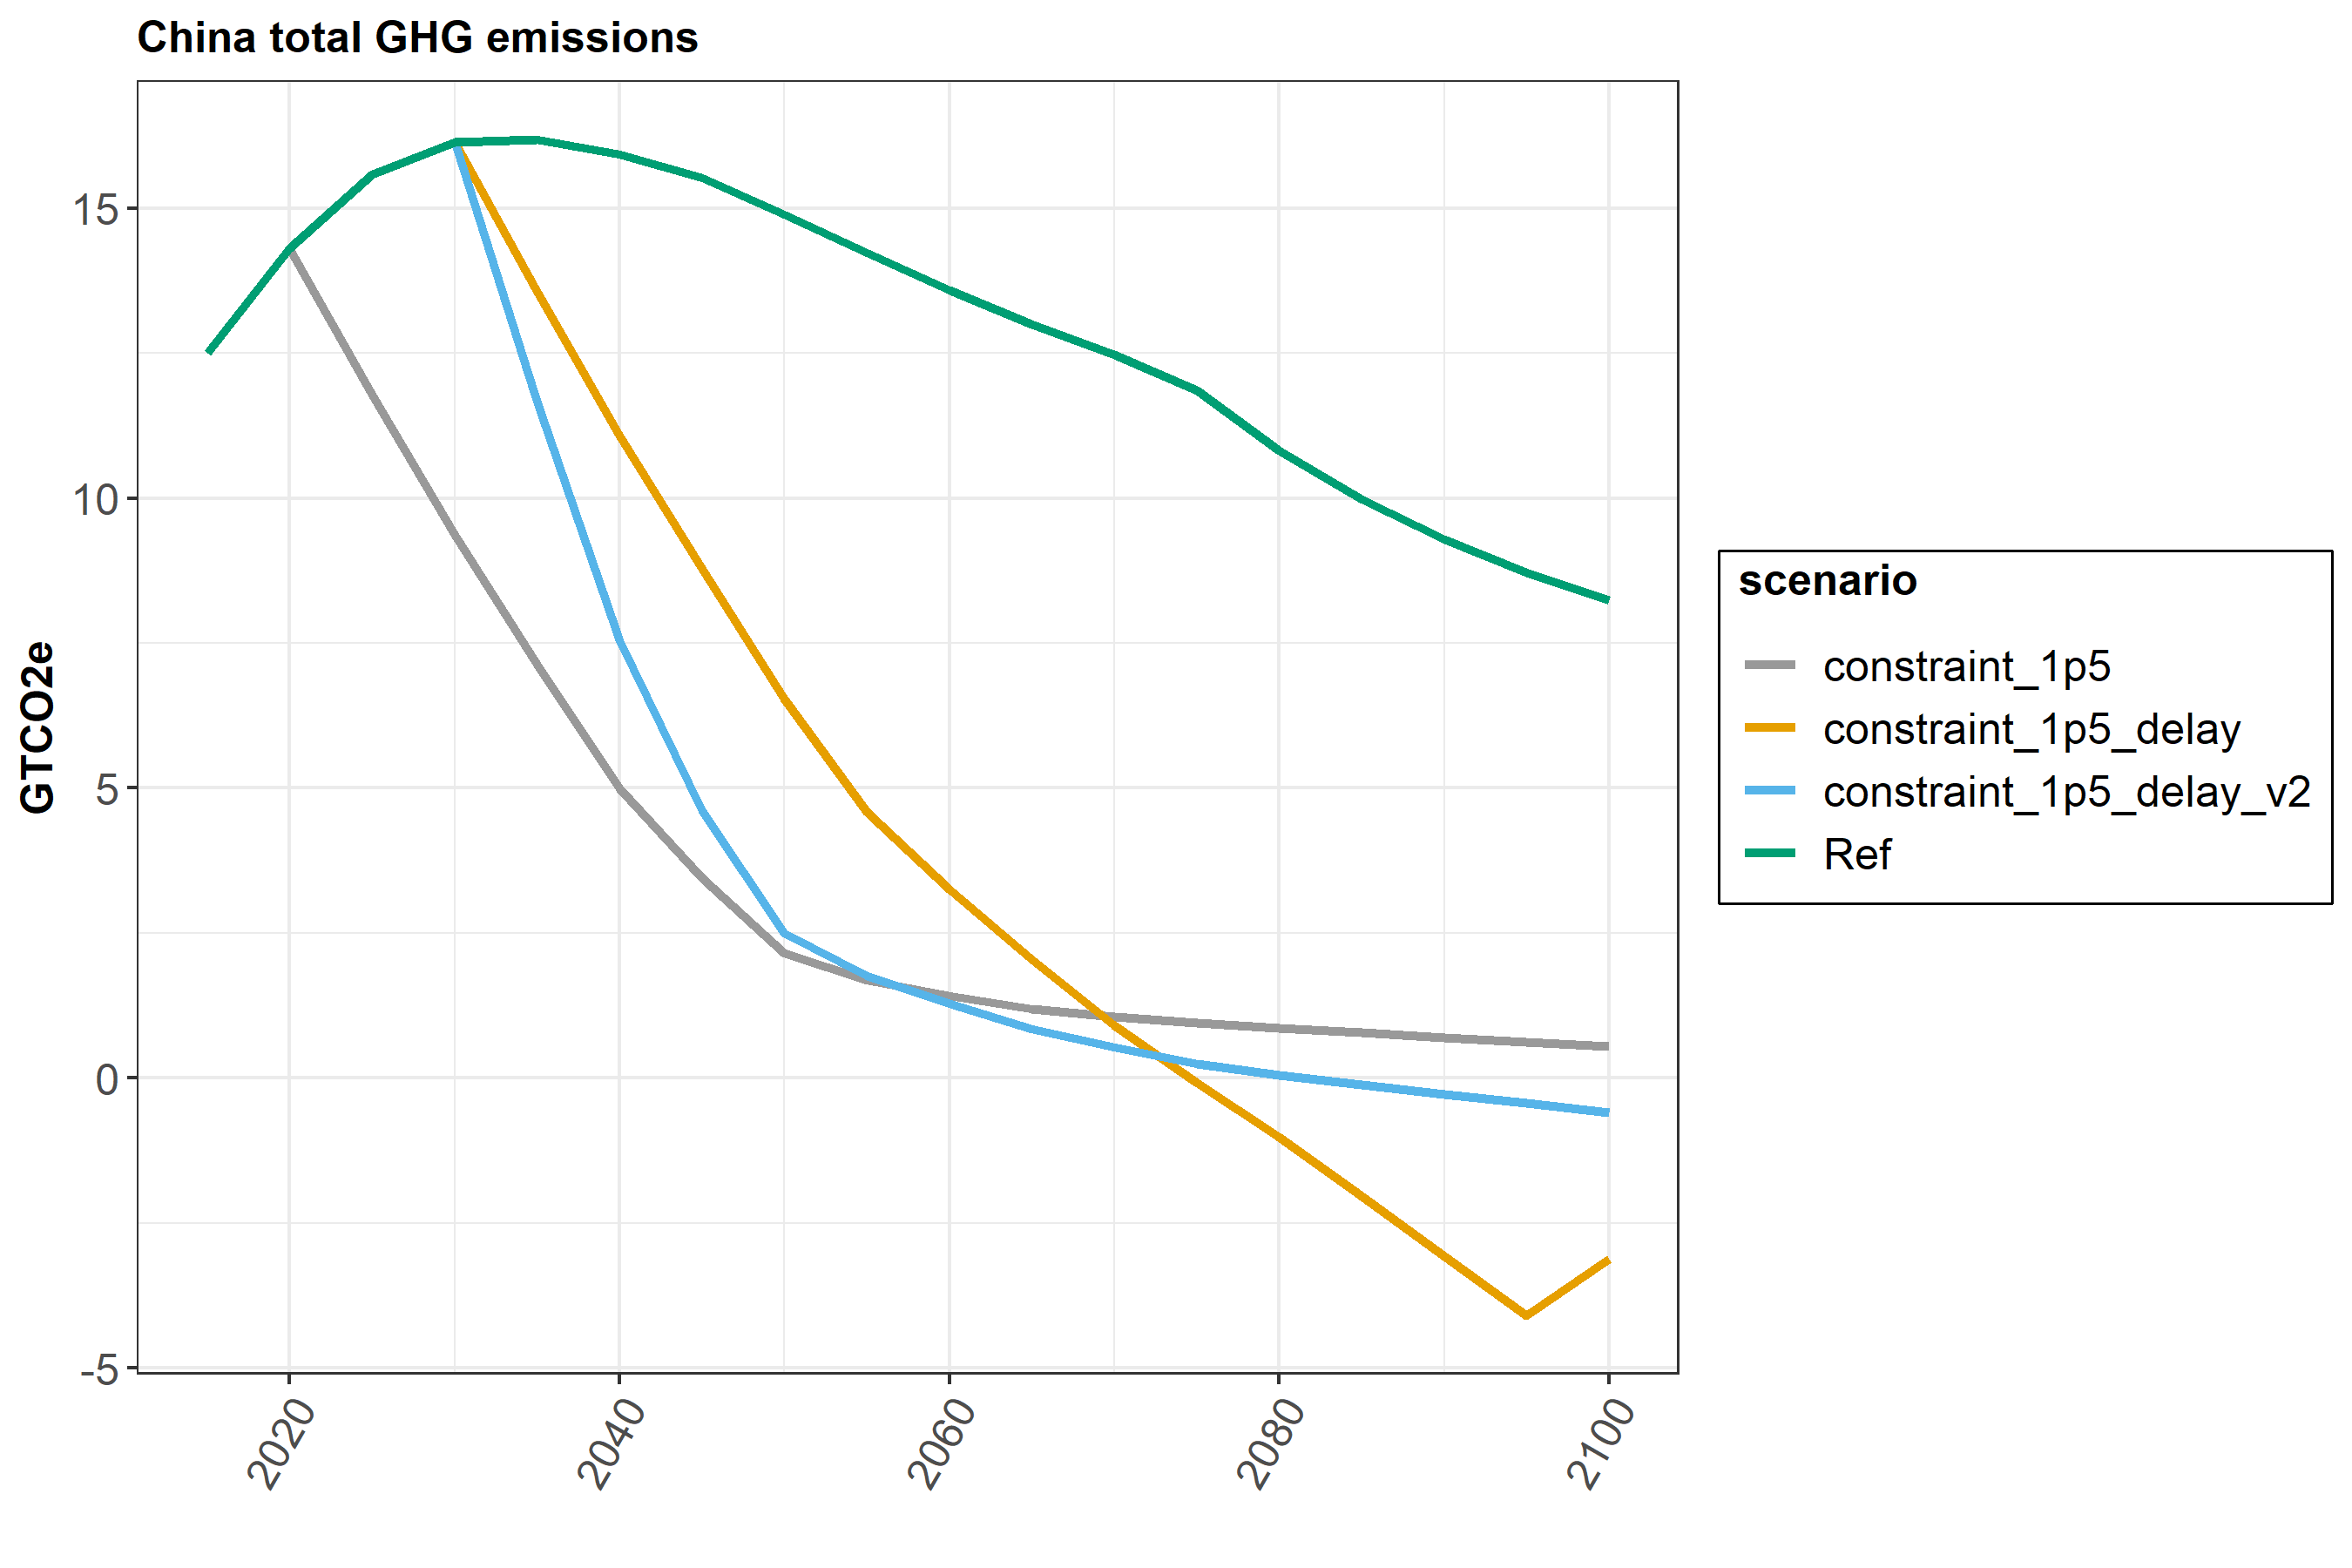 China total GHG emissions
GTCO2e
15
10
5
0
-5
2020
2040
2060
2080
2100
scenario
constraint_1p5
constraint_1p5_delay
constraint_1p5_delay_v2
Ref